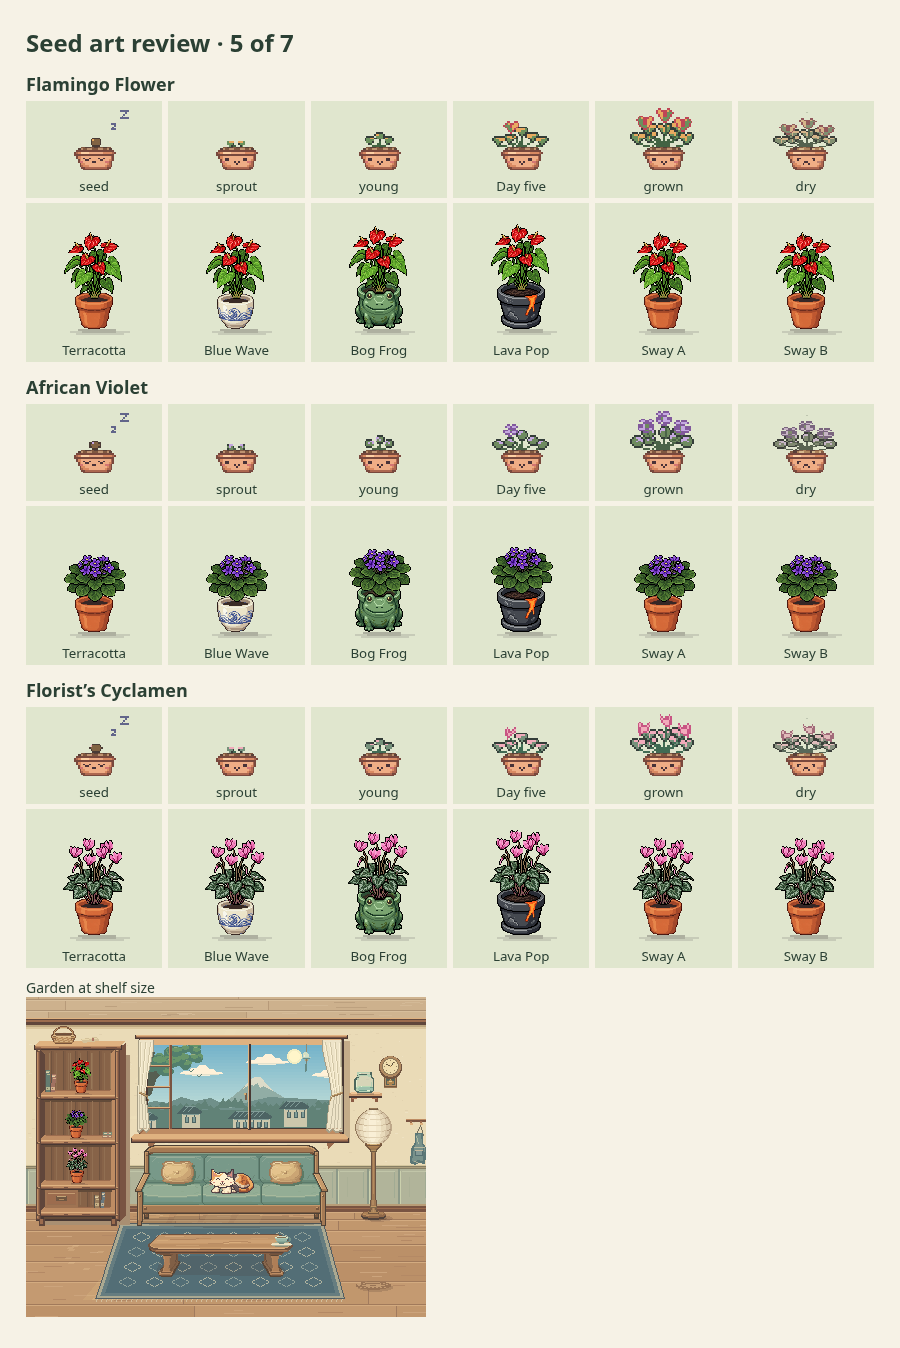 Seed art review · 5 of 7
Flamingo Flower
z
z
seed sprout young Day five grown dry
Terracotta Blue Wave Bog Frog Lava Pop Sway A Sway B
African Violet
z
z
seed sprout young Day five grown dry
Terracotta Blue Wave Bog Frog Lava Pop Sway A Sway B
Florist’s Cyclamen
z
z
seed sprout young Day five grown dry
Terracotta Blue Wave Bog Frog Lava Pop Sway A Sway B
Garden at shelf size